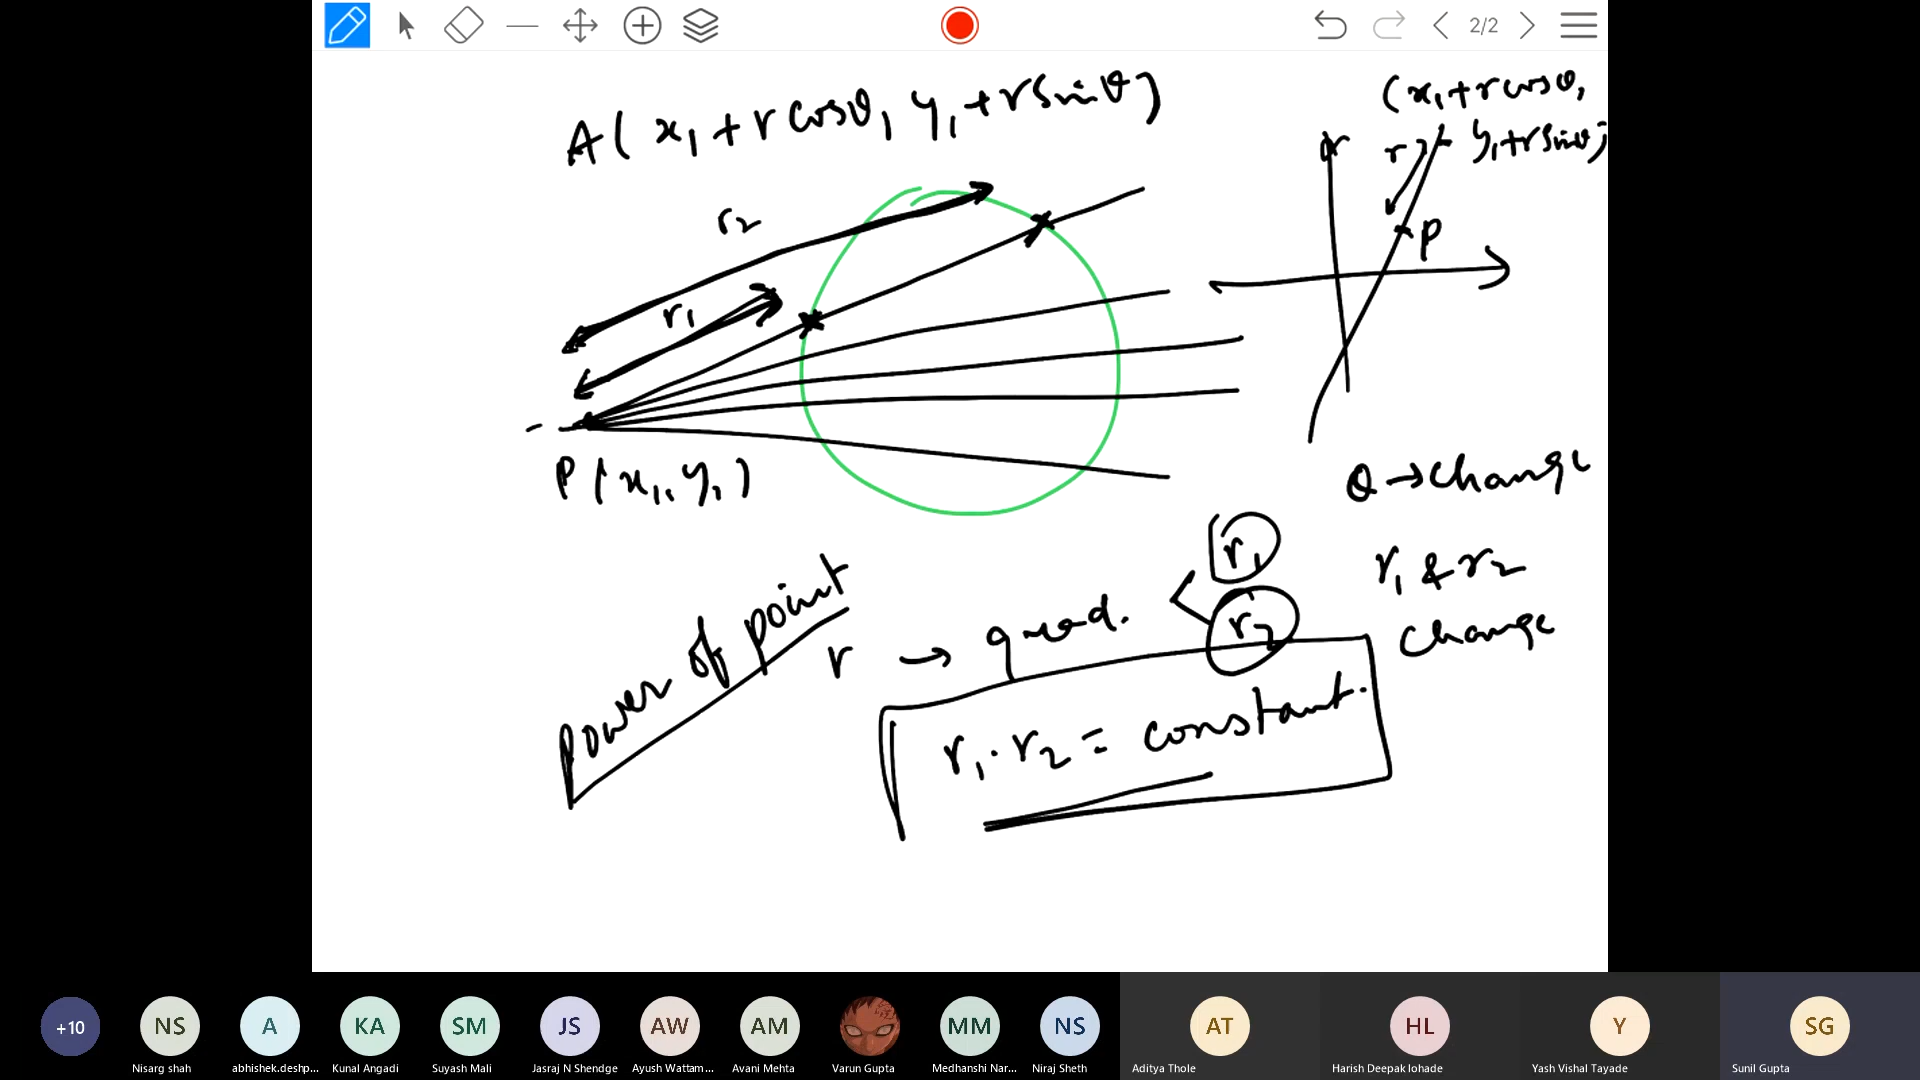 2/2
A( x₁ + r cosθ, y₁ + r sinθ)
(x₁+r cosθ,
y₁+r sinθ)
r
r₂
P
r₁
P (x₁, y₁)
θ → change
r₁ & r₂
change
Power of point
r → quad.
r₁
r₂
r₁. r₂ = constant.
+10
NS
A
KA
SM
JS
AW
AM
MM
NS
AT
HL
Y
SG
Nisarg shah
abhishek.deshp...
Kunal Angadi
Suyash Mali
Jasraj N Shendge
Ayush Wattam...
Avani Mehta
Varun Gupta
Medhanshi Nar...
Niraj Sheth
Aditya Thole
Harish Deepak lohade
Yash Vishal Tayade
Sunil Gupta